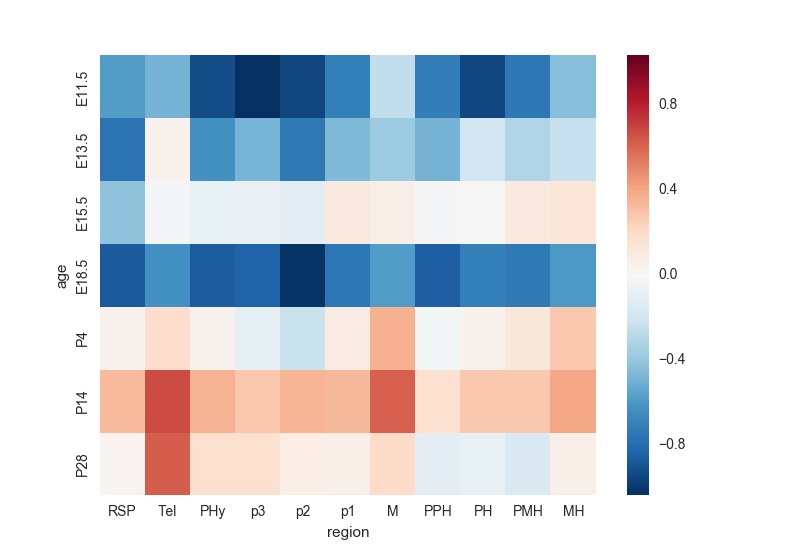 E11.5
E13.5
E15.5
E18.5
P4
P14
P28
age
RSP Tel PHy p3 p2 p1 M PPH PH PMH MH
region
0.8
0.4
0.0
−0.4
−0.8